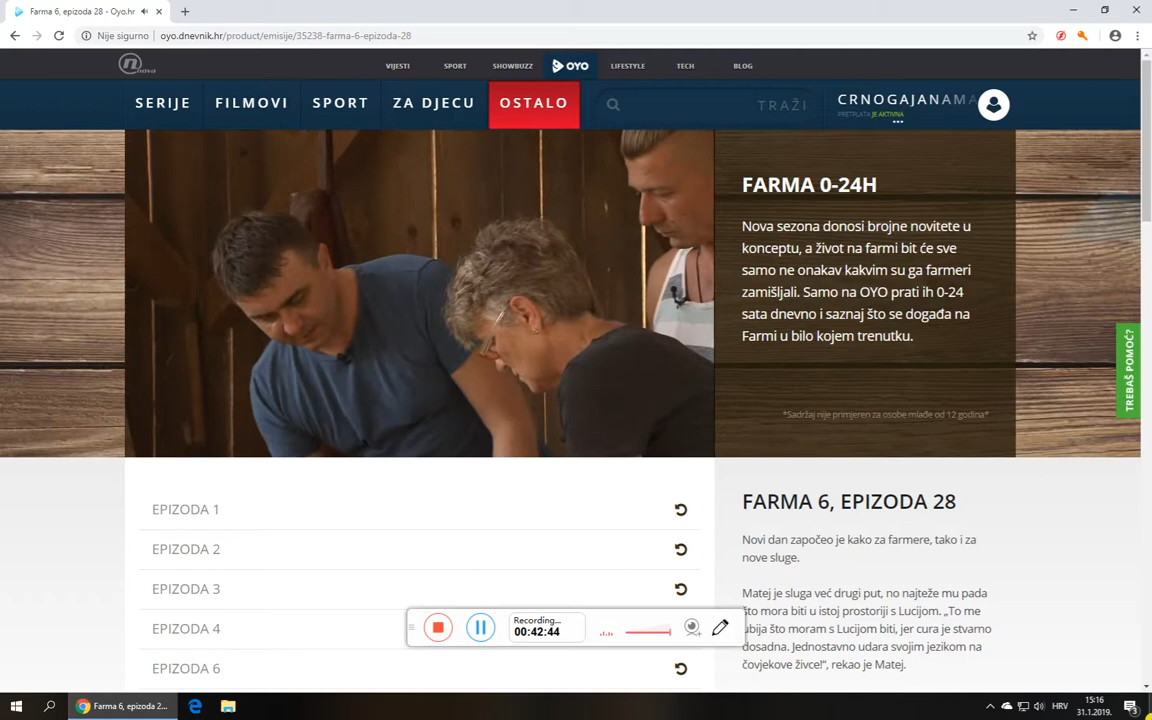 Farma 6, epizoda 28 - Oyo.hr
Nije sigurno
oyo.dnevnik.hr/product/emisije/35238-farma-6-epizoda-28
nova
VIJESTI
SPORT
SHOWBUZZ
OYO
LIFESTYLE
TECH
BLOG
SERIJE
FILMOVI
SPORT
ZA DJECU
OSTALO
TRAŽI
CRNOGAJANAMA
PRETPLATA JE AKTIVNA
FARMA 0-24H
Nova sezona donosi brojne novitete u
konceptu, a život na farmi bit će sve
samo ne onakav kakvim su ga farmeri
zamišljali. Samo na OYO prati ih 0-24
sata dnevno i saznaj što se događa na
Farmi u bilo kojem trenutku.
*Sadržaj nije primjeren za osobe mlađe od 12 godina*
TREBAŠ POMOĆ?
EPIZODA 1
EPIZODA 2
EPIZODA 3
EPIZODA 4
EPIZODA 6
FARMA 6, EPIZODA 28
Novi dan započeo je kako za farmere, tako i za
nove sluge.
Matej je sluga već drugi put, no najteže mu pada
što mora biti u istoj prostoriji s Lucijom. „To me
ubija što moram s Lucijom biti, jer cura je stvarno
dosadna. Jednostavno udara svojim jezikom na
čovjekove živce!“, rekao je Matej.
Recording...
00:42:44
Farma 6, epizoda 2...
HRV
15:16
31.1.2019.
3